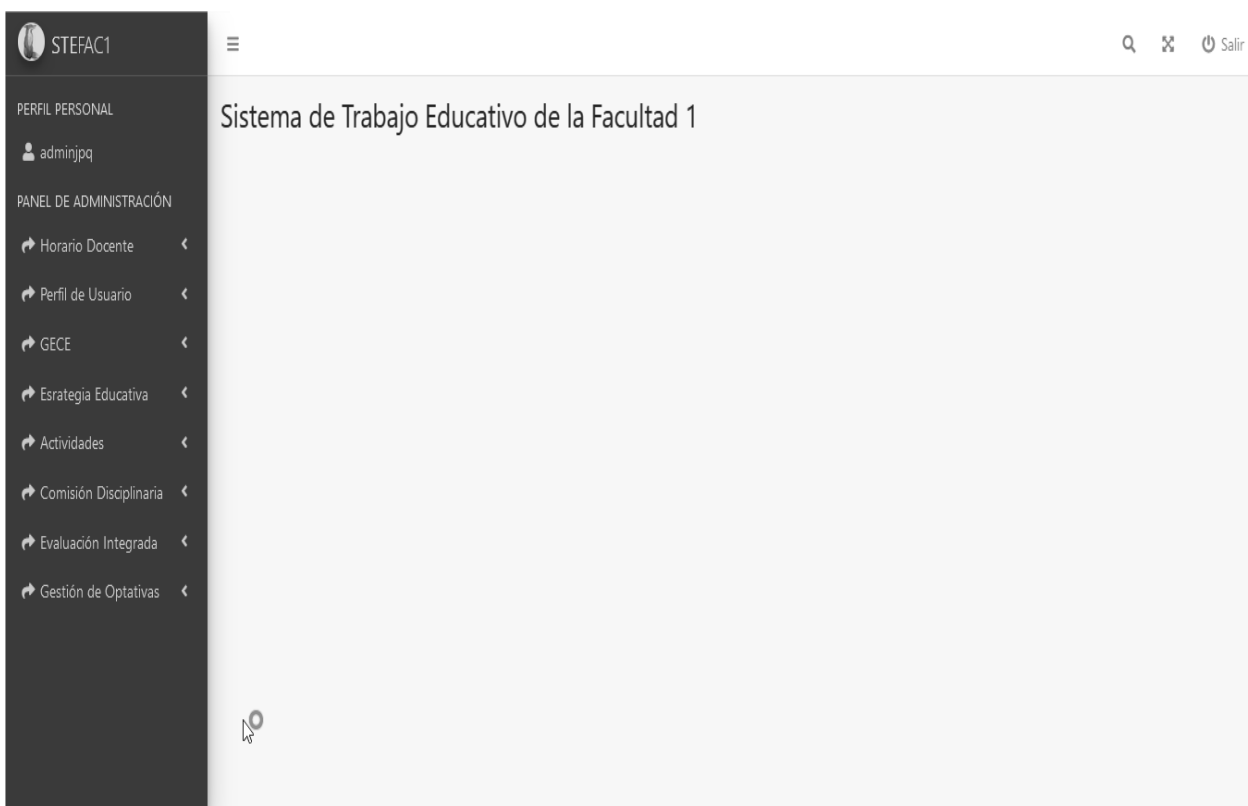 STEFAC1
Salir
PERFIL PERSONAL
adminjpq
PANEL DE ADMINISTRACIÓN
Horario Docente
Perfil de Usuario
GECE
Esrategia Educativa
Actividades
Comisión Disciplinaria
Evaluación Integrada
Gestión de Optativas
Sistema de Trabajo Educativo de la Facultad 1